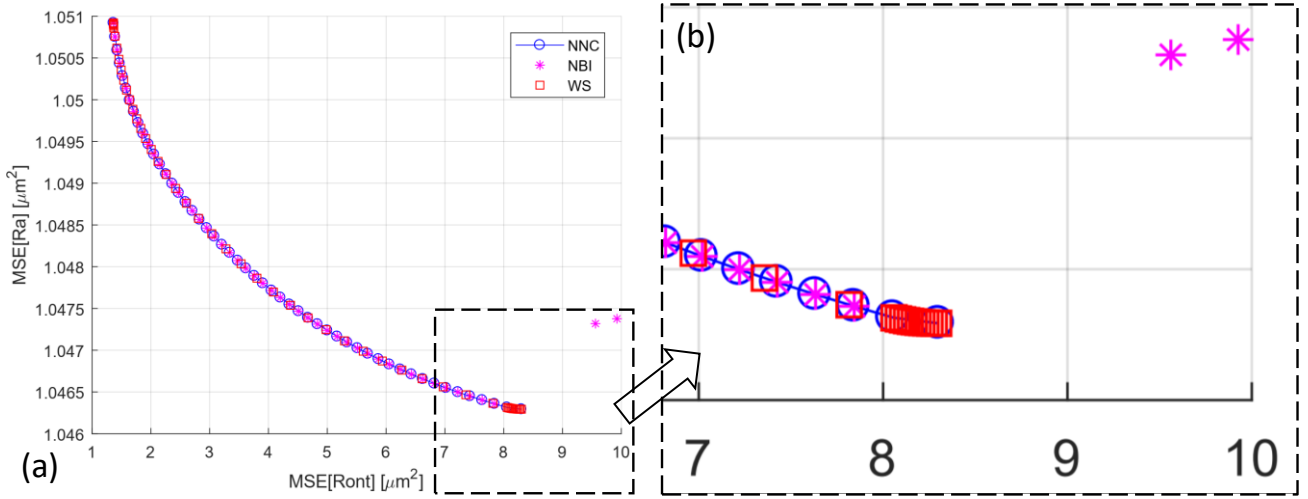 1.051
1.0505
1.05
1.0495
1.049
1.0485
1.048
1.0475
1.047
1.0465
1.046
MSE[Ra] [μm²]
NNC
NBI
WS
1 2 3 4 5 6 7 8 9 10
MSE[Ront] [μm²]
(a)
(b)
7 8 9 10